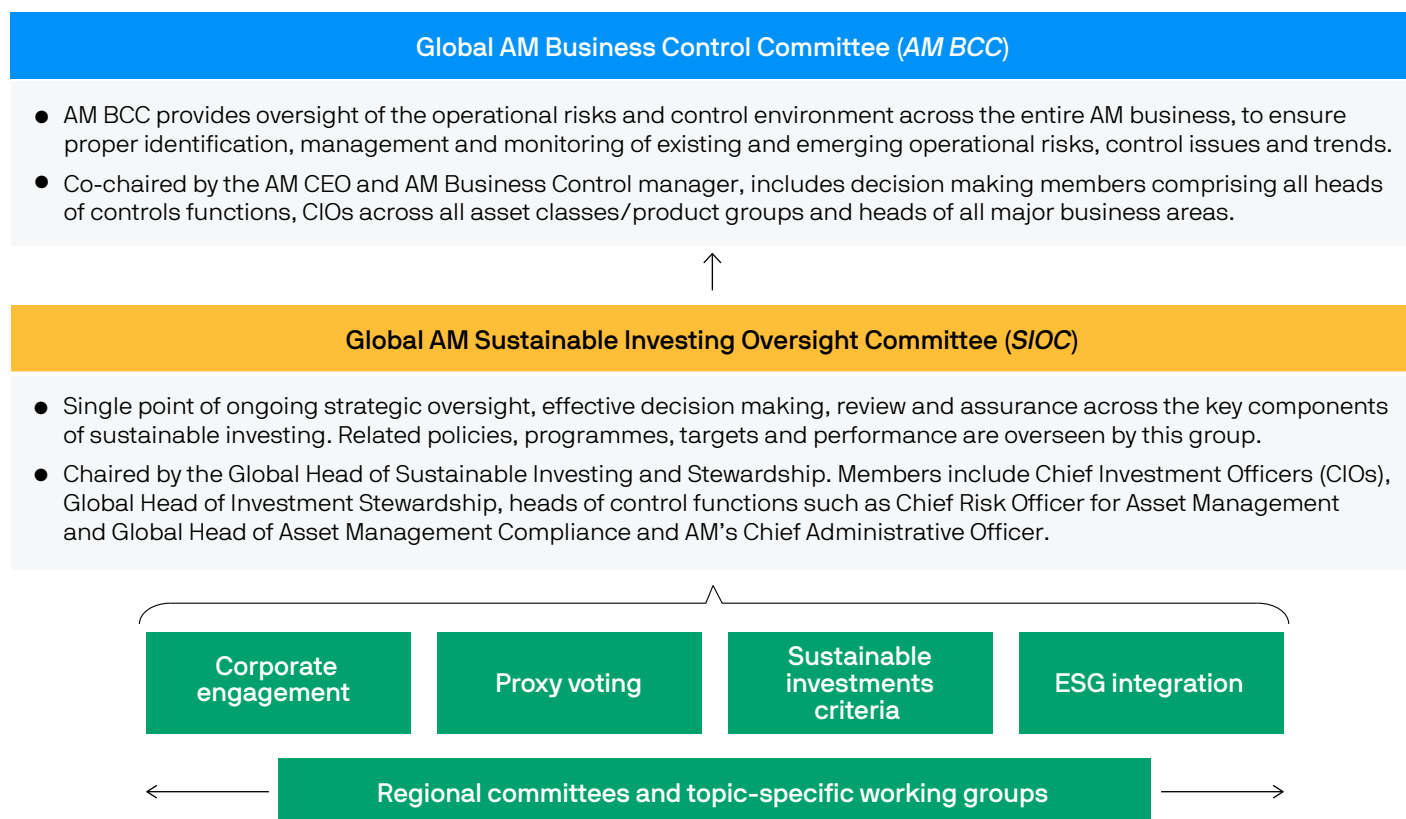 Global AM Business Control Committee (AM BCC)
● AM BCC provides oversight of the operational risks and control environment across the entire AM business, to ensure
proper identification, management and monitoring of existing and emerging operational risks, control issues and trends.
● Co-chaired by the AM CEO and AM Business Control manager, includes decision making members comprising all heads
of controls functions, CIOs across all asset classes/product groups and heads of all major business areas.
Global AM Sustainable Investing Oversight Committee (SIOC)
● Single point of ongoing strategic oversight, effective decision making, review and assurance across the key components
of sustainable investing. Related policies, programmes, targets and performance are overseen by this group.
● Chaired by the Global Head of Sustainable Investing and Stewardship. Members include Chief Investment Officers (CIOs),
Global Head of Investment Stewardship, heads of control functions such as Chief Risk Officer for Asset Management
and Global Head of Asset Management Compliance and AM's Chief Administrative Officer.
Corporate
engagement
Proxy voting
Sustainable
investments
criteria
ESG integration
Regional committees and topic-specific working groups